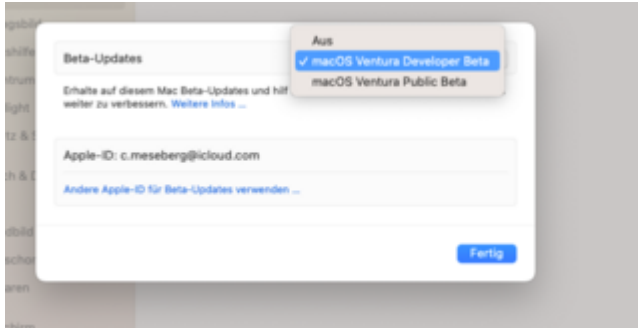 Aus
Beta-Updates
✓ macOS Ventura Developer Beta
macOS Ventura Public Beta
Erhalte auf diesem Mac Beta-Updates und hilf
weiter zu verbessern. Weitere Infos ...
Apple-ID: c.meseberg@icloud.com
Andere Apple-ID für Beta-Updates verwenden ...
Fertig